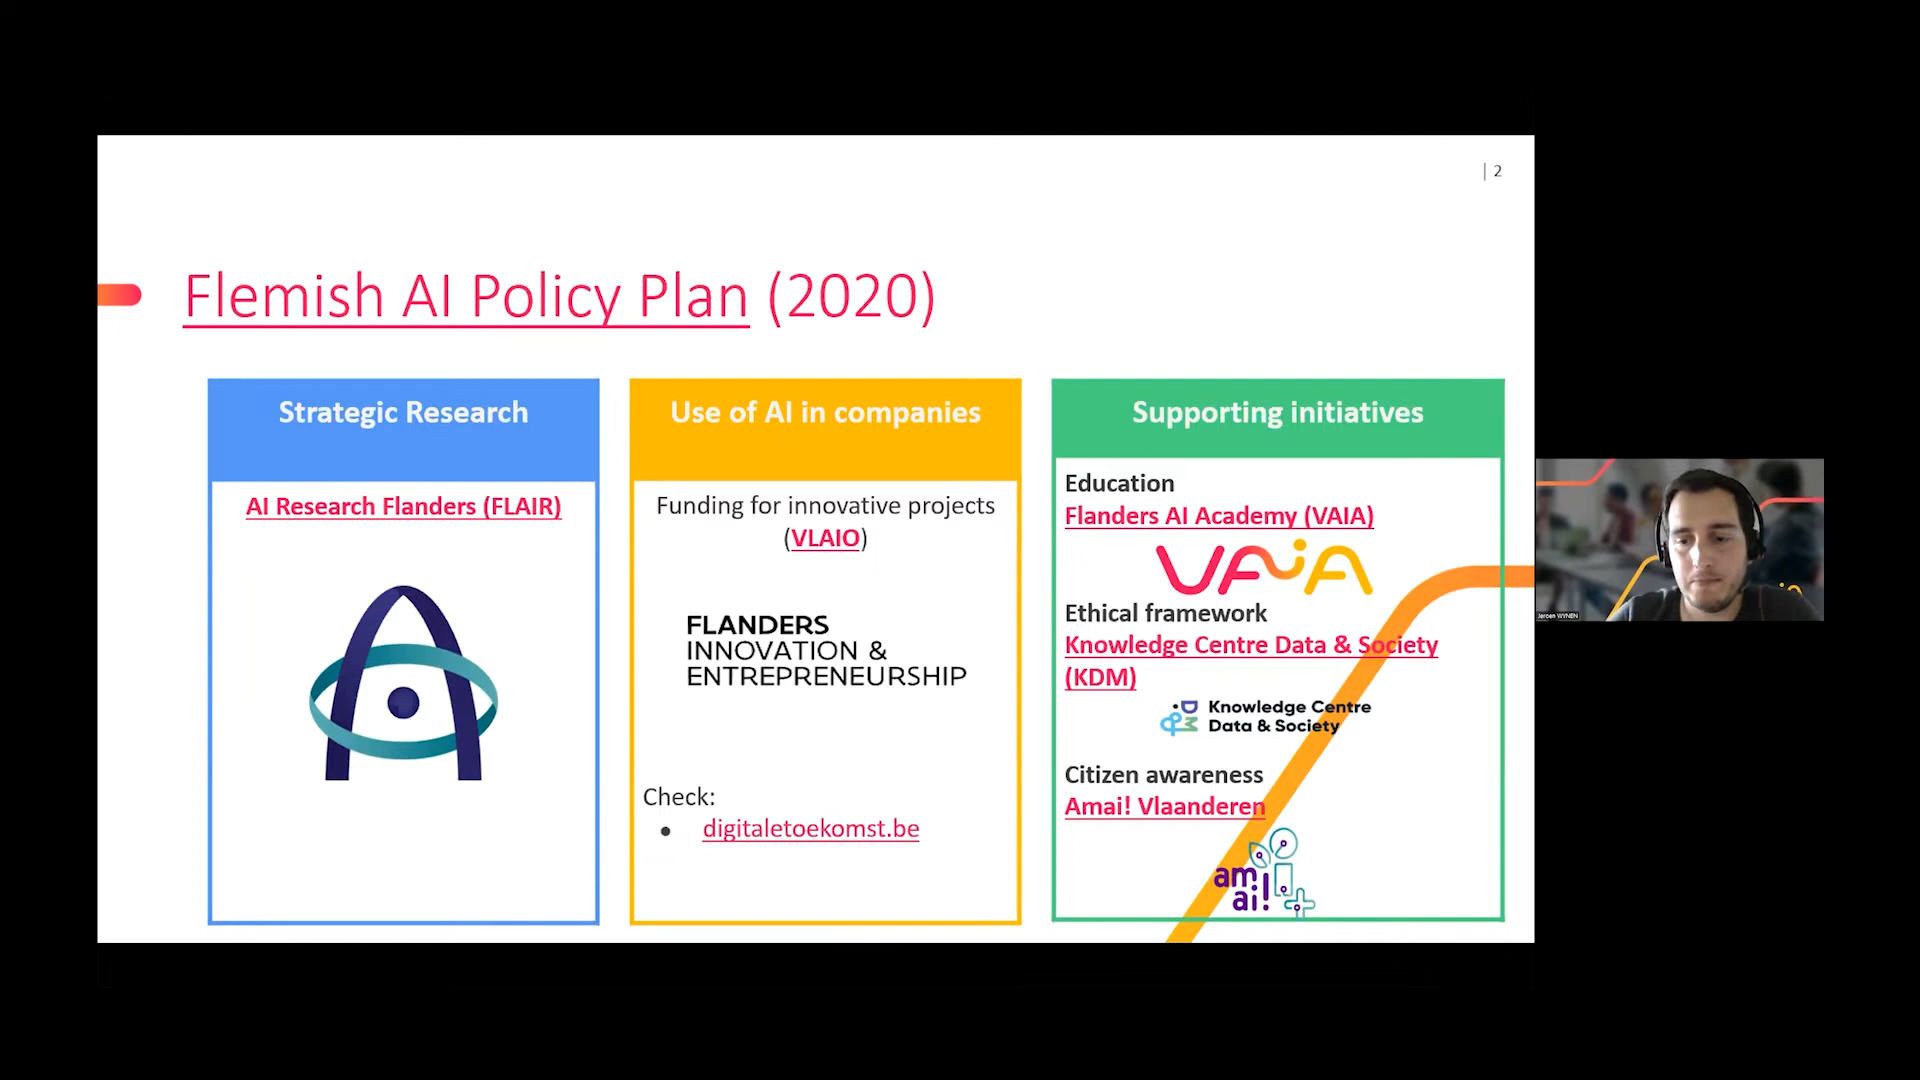 | 2
Flemish AI Policy Plan (2020)
Strategic Research
AI Research Flanders (FLAIR)
Use of AI in companies
Funding for innovative projects
(VLAIO)
FLANDERS
INNOVATION &
ENTREPRENEURSHIP
Check:
• digitaletoekomst.be
Supporting initiatives
Education
Flanders AI Academy (VAIA)
VAIA
Ethical framework
Knowledge Centre Data & Society
(KDM)
Knowledge Centre
Data & Society
Citizen awareness
Amai! Vlaanderen
am
ai!
Jeroen WYNEN